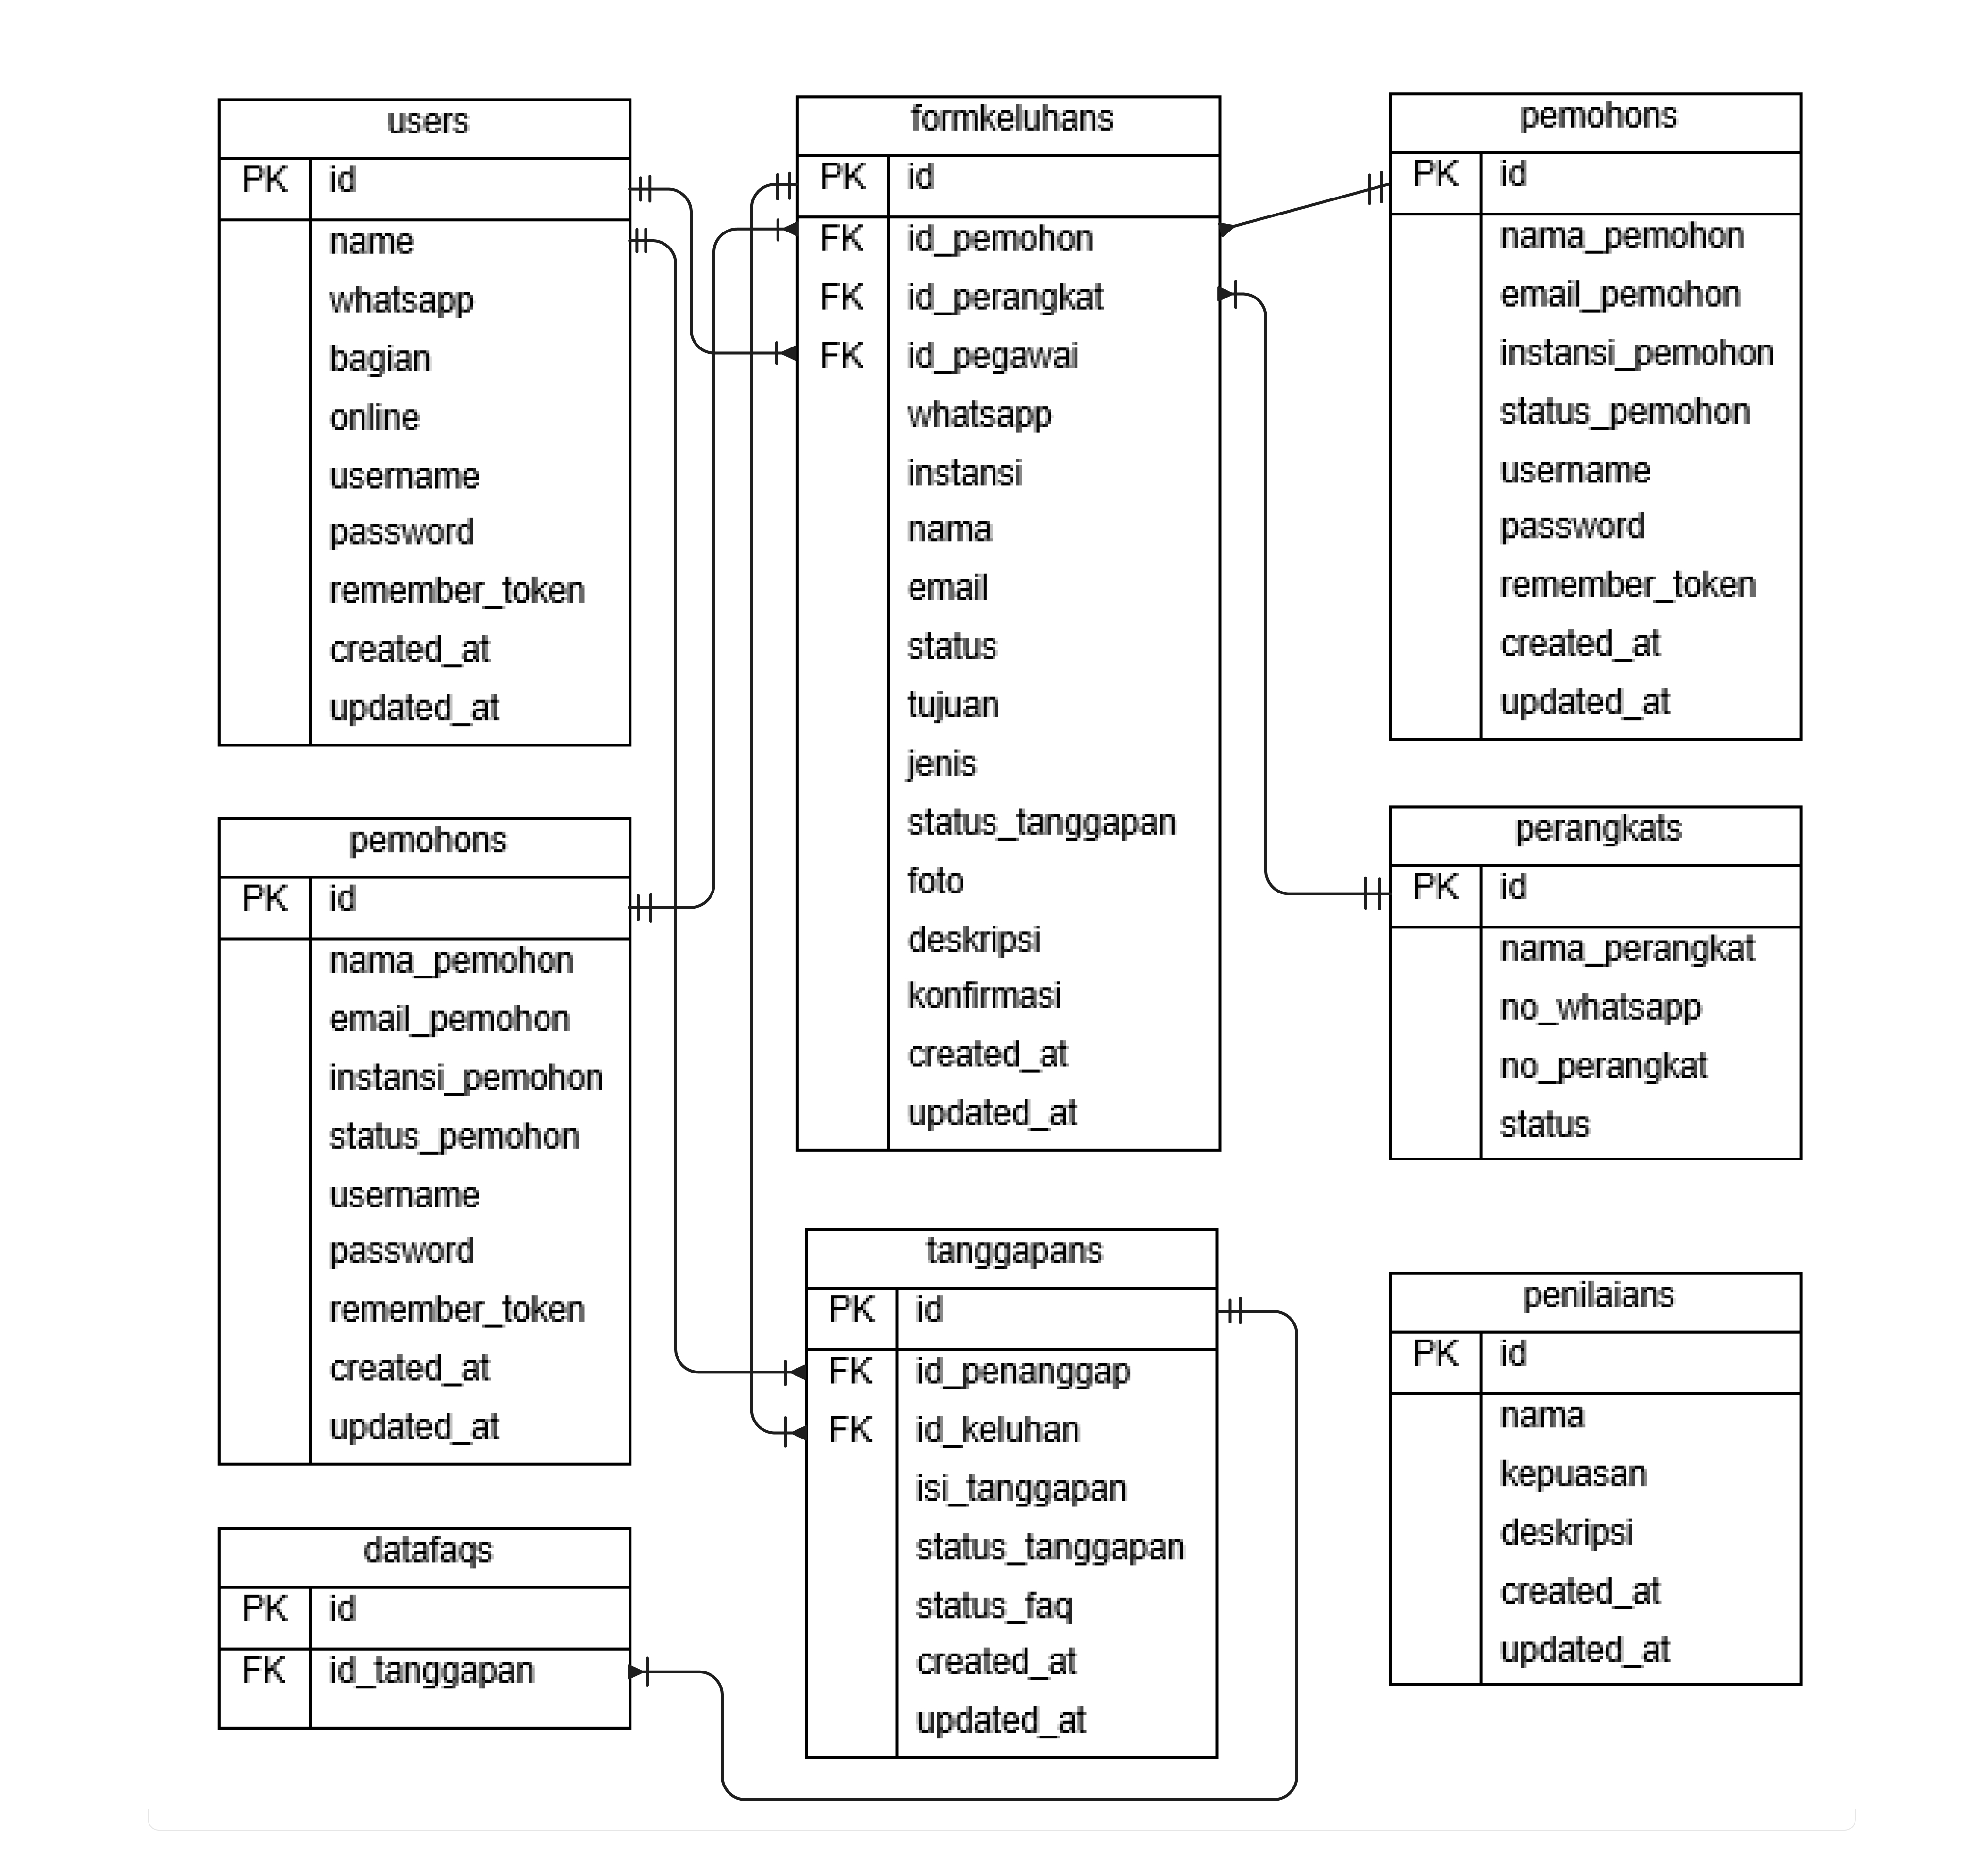 users
PK id
name
whatsapp
bagian
online
username
password
remember_token
created_at
updated_at
formkeluhans
PK id
FK id_pemohon
FK id_perangkat
FK id_pegawai
whatsapp
instansi
nama
email
status
tujuan
jenis
status_tanggapan
foto
deskripsi
konfirmasi
created_at
updated_at
pemohons
PK id
nama_pemohon
email_pemohon
instansi_pemohon
status_pemohon
username
password
remember_token
created_at
updated_at
pemohons
PK id
nama_pemohon
email_pemohon
instansi_pemohon
status_pemohon
username
password
remember_token
created_at
updated_at
perangkats
PK id
nama_perangkat
no_whatsapp
no_perangkat
status
tanggapans
PK id
FK id_penanggap
FK id_keluhan
isi_tanggapan
status_tanggapan
status_faq
created_at
updated_at
penilaians
PK id
nama
kepuasan
deskripsi
created_at
updated_at
datafaqs
PK id
FK id_tanggapan